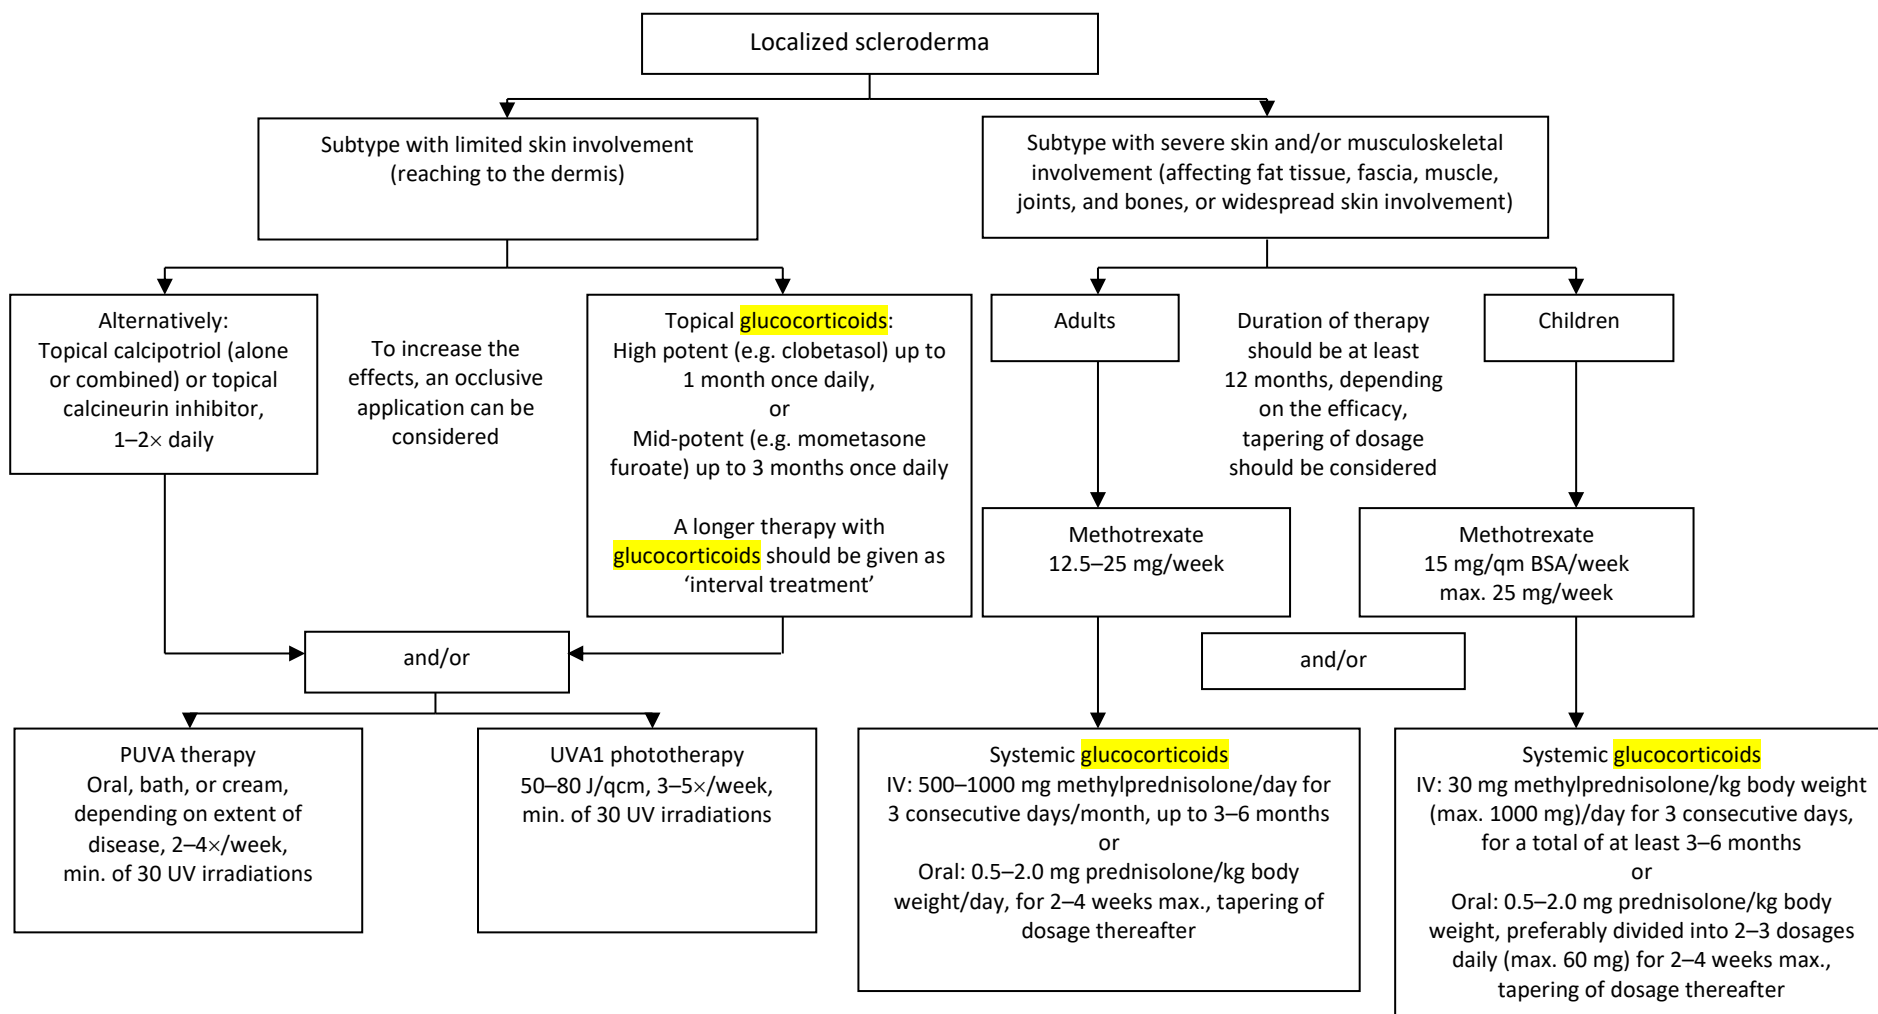 Localized scleroderma
Subtype with limited skin involvement
(reaching to the dermis)
Subtype with severe skin and/or musculoskeletal
involvement (affecting fat tissue, fascia, muscle,
joints, and bones, or widespread skin involvement)
Alternatively:
Topical calcipotriol (alone
or combined) or topical
calcineurin inhibitor,
1–2× daily
To increase the
effects, an occlusive
application can be
considered
Topical glucocorticoids:
High potent (e.g. clobetasol) up to
1 month once daily,
or
Mid-potent (e.g. mometasone
furoate) up to 3 months once daily
A longer therapy with
glucocorticoids should be given as
‘interval treatment’
Adults
Duration of therapy
should be at least
12 months, depending
on the efficacy,
tapering of dosage
should be considered
Children
Methotrexate
12.5–25 mg/week
Methotrexate
15 mg/qm BSA/week
max. 25 mg/week
and/or
and/or
PUVA therapy
Oral, bath, or cream,
depending on extent of
disease, 2–4×/week,
min. of 30 UV irradiations
UVA1 phototherapy
50–80 J/qcm, 3–5×/week,
min. of 30 UV irradiations
Systemic glucocorticoids
IV: 500–1000 mg methylprednisolone/day for
3 consecutive days/month, up to 3–6 months
or
Oral: 0.5–2.0 mg prednisolone/kg body
weight/day, for 2–4 weeks max., tapering of
dosage thereafter
Systemic glucocorticoids
IV: 30 mg methylprednisolone/kg body weight
(max. 1000 mg)/day for 3 consecutive days,
for a total of at least 3–6 months
or
Oral: 0.5–2.0 mg prednisolone/kg body
weight, preferably divided into 2–3 dosages
daily (max. 60 mg) for 2–4 weeks max.,
tapering of dosage thereafter